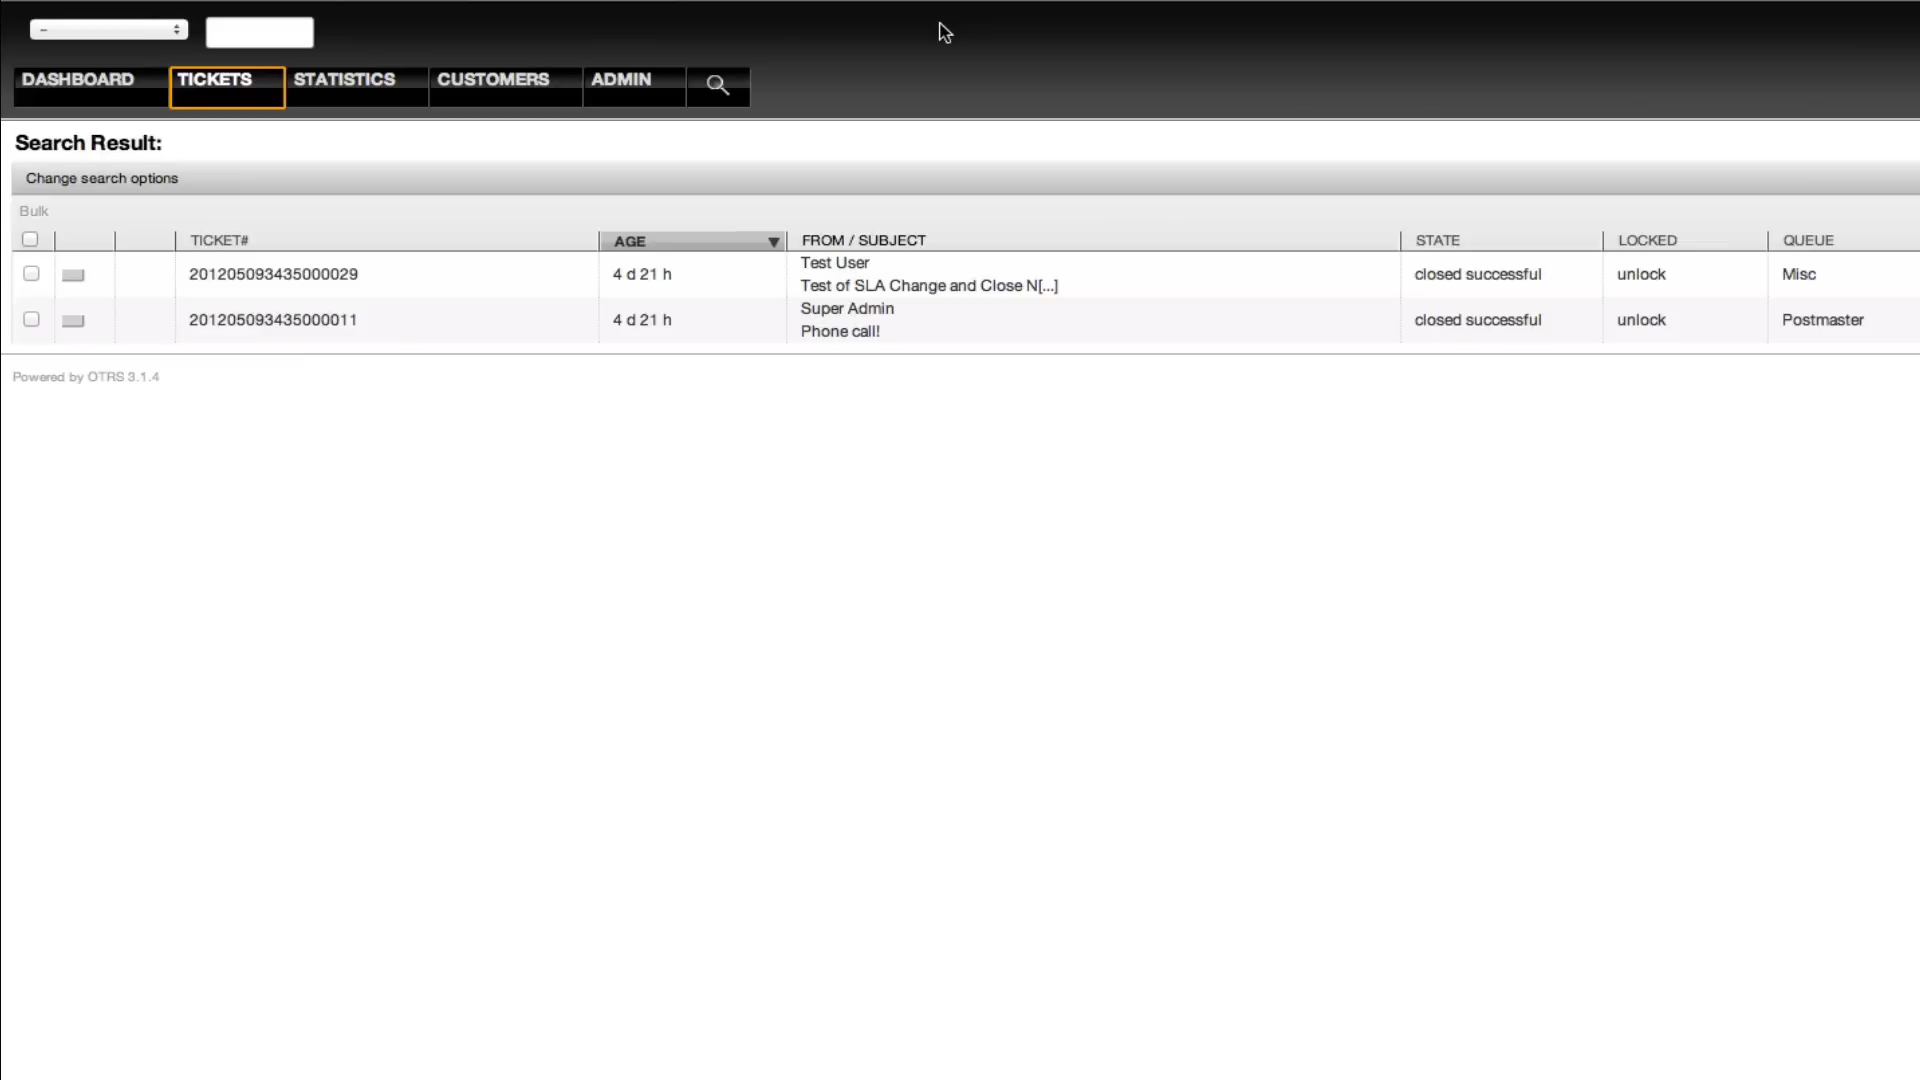 –
DASHBOARD TICKETS STATISTICS CUSTOMERS ADMIN
Search Result:
Change search options
Bulk
TICKET# AGE FROM / SUBJECT STATE LOCKED QUEUE
201205093435000029 4 d 21 h Test User closed successful unlock Misc
Test of SLA Change and Close N[...]
201205093435000011 4 d 21 h Super Admin closed successful unlock Postmaster
Phone call!
Powered by OTRS 3.1.4